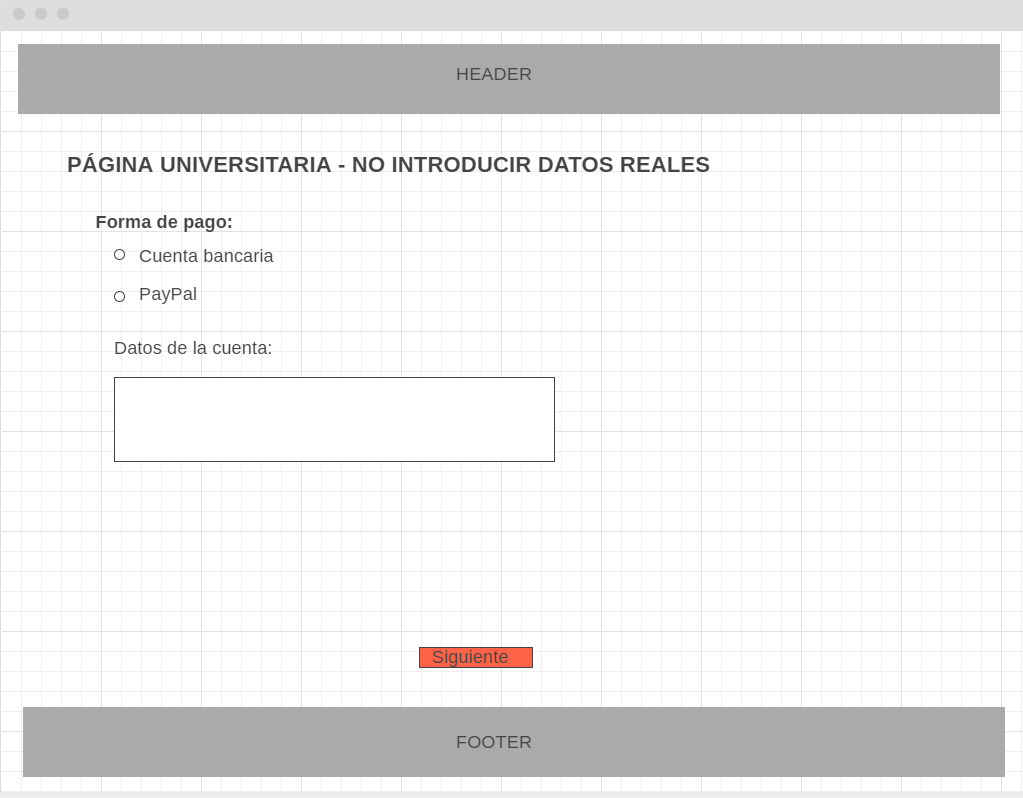 HEADER
PÁGINA UNIVERSITARIA - NO INTRODUCIR DATOS REALES
Forma de pago:
Cuenta bancaria
PayPal
Datos de la cuenta:
Siguiente
FOOTER